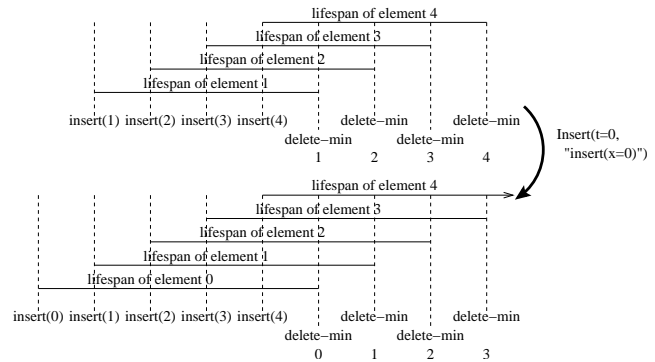 lifespan of element 4
lifespan of element 3
lifespan of element 2
lifespan of element 1
insert(1) insert(2) insert(3) insert(4) delete−min delete−min
delete−min delete−min
1 2 3 4
Insert(t=0,
"insert(x=0)")
lifespan of element 4
lifespan of element 3
lifespan of element 2
lifespan of element 1
lifespan of element 0
insert(0) insert(1) insert(2) insert(3) insert(4) delete−min delete−min
delete−min delete−min
0 1 2 3